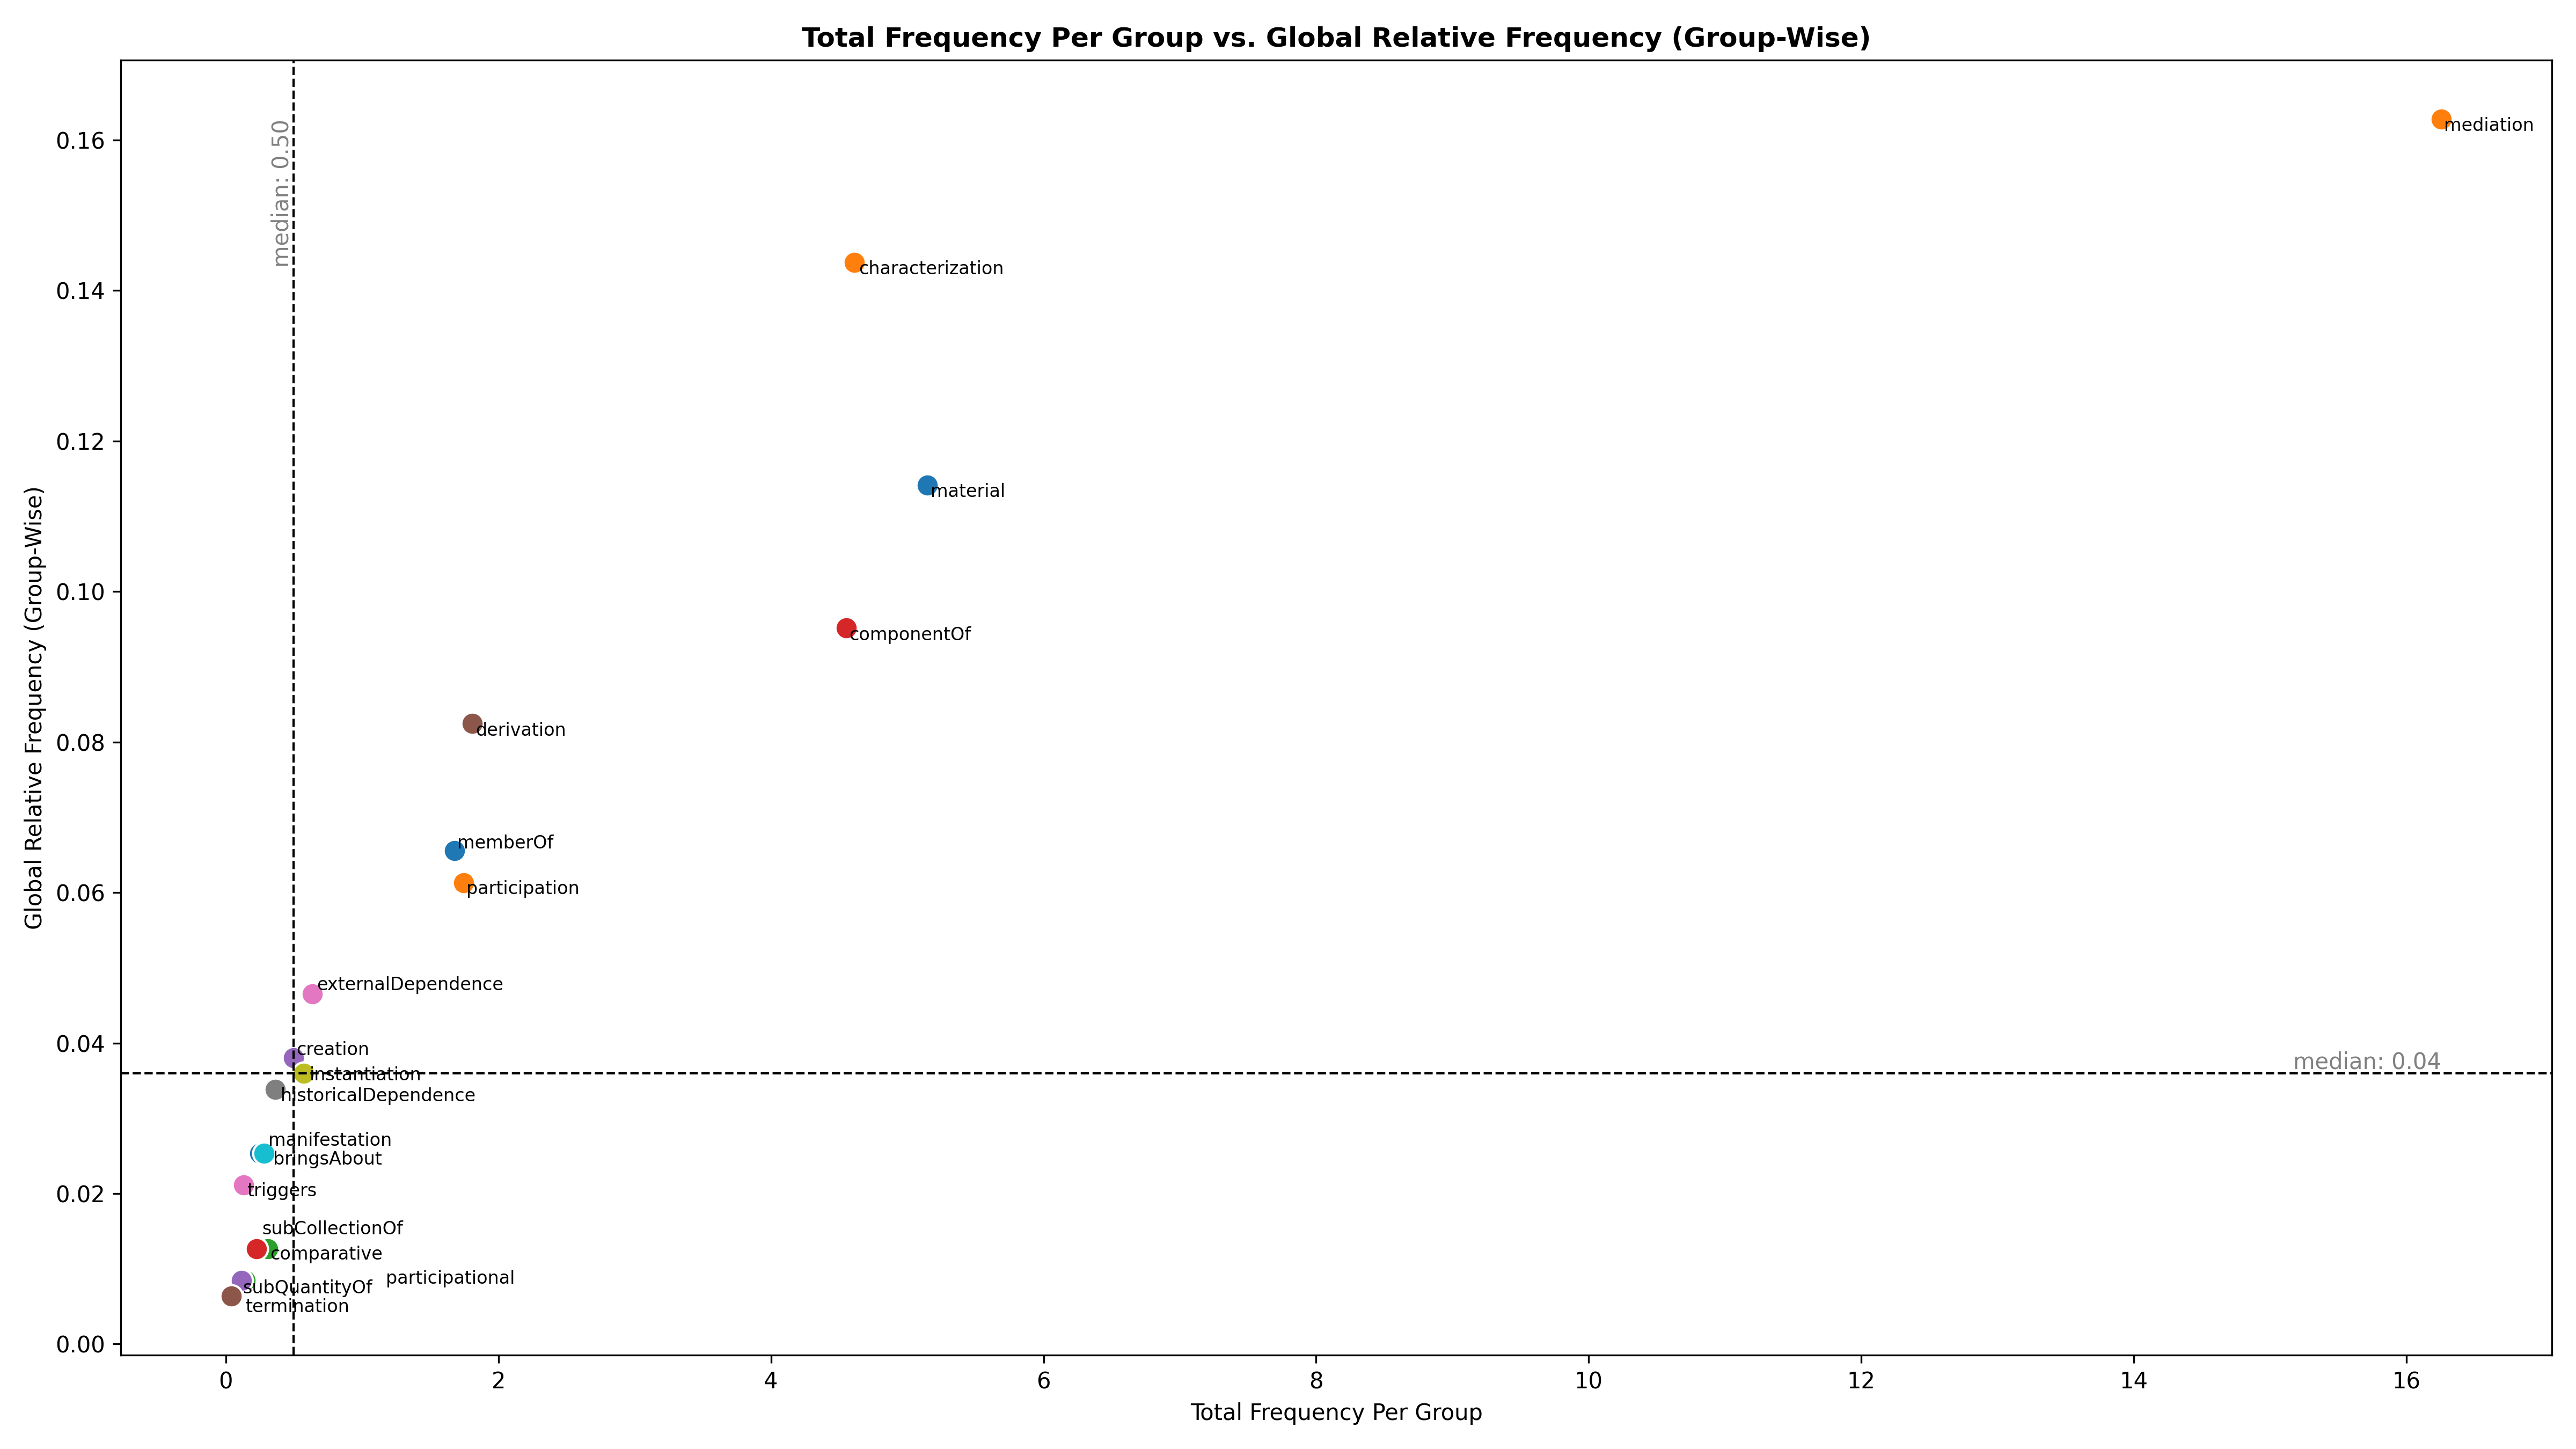 Total Frequency Per Group vs. Global Relative Frequency (Group-Wise)
Global Relative Frequency (Group-Wise)
0.16
0.14
0.12
0.10
0.08
0.06
0.04
0.02
0.00
median: 0.50
mediation
characterization
material
componentOf
derivation
memberOf
participation
externalDependence
creation
median: 0.04
instantiation
historicalDependence
manifestation
bringsAbout
triggers
subCollectionOf
comparative
participational
subQuantityOf
termination
0 2 4 6 8 10 12 14 16
Total Frequency Per Group